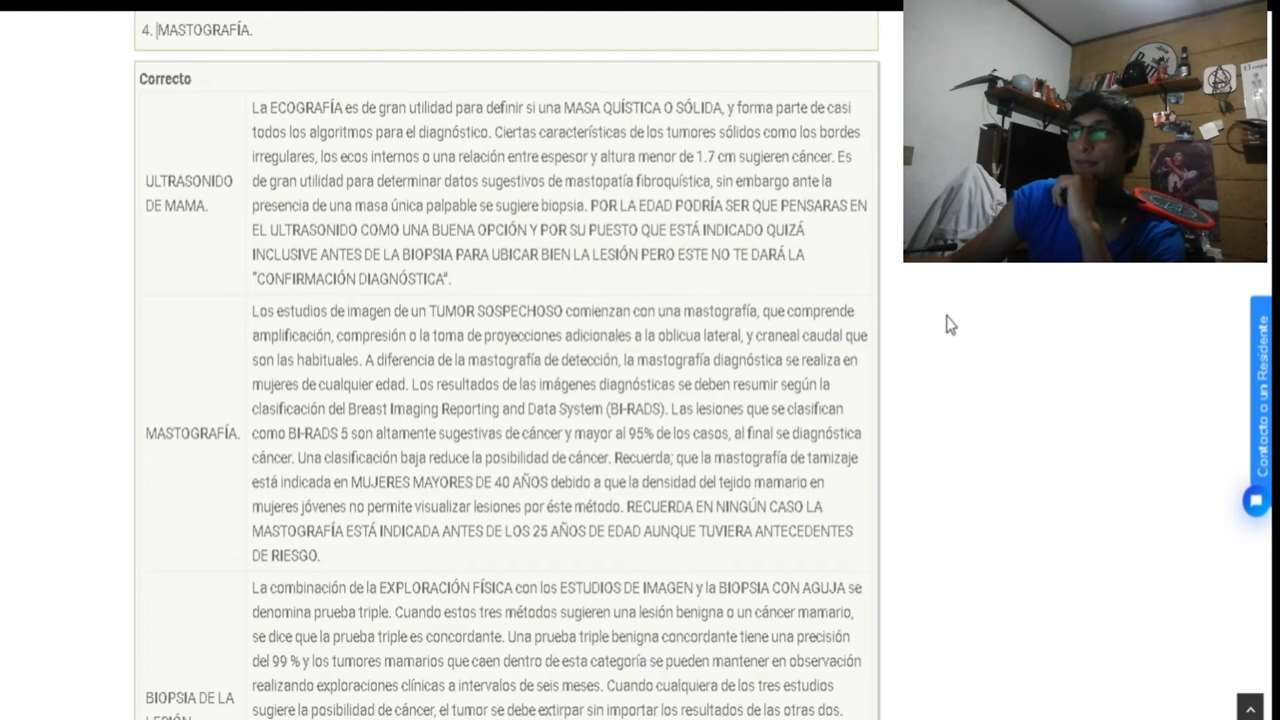 4. MASTOGRAFÍA.
Correcto
ULTRASONIDO
DE MAMA.
La ECOGRAFÍA es de gran utilidad para definir si una MASA QUÍSTICA O SÓLIDA, y forma parte de casi
todos los algoritmos para el diagnóstico. Ciertas características de los tumores sólidos como los bordes
irregulares, los ecos internos o una relación entre espesor y altura menor de 1.7 cm sugieren cáncer. Es
de gran utilidad para determinar datos sugestivos de mastopatía fibroquística, sin embargo ante la
presencia de una masa única palpable se sugiere biopsia. POR LA EDAD PODRÍA SER QUE PENSARAS EN
EL ULTRASONIDO COMO UNA BUENA OPCIÓN Y POR SU PUESTO QUE ESTÁ INDICADO QUIZÁ
INCLUSIVE ANTES DE LA BIOPSIA PARA UBICAR BIEN LA LESIÓN PERO ESTE NO TE DARÁ LA
"CONFIRMACIÓN DIAGNÓSTICA".
MASTOGRAFÍA.
Los estudios de imagen de un TUMOR SOSPECHOSO comienzan con una mastografía, que comprende
amplificación, compresión o la toma de proyecciones adicionales a la oblicua lateral, y craneal caudal que
son las habituales. A diferencia de la mastografía de detección, la mastografía diagnóstica se realiza en
mujeres de cualquier edad. Los resultados de las imágenes diagnósticas se deben resumir según la
clasificación del Breast Imaging Reporting and Data System (BI-RADS). Las lesiones que se clasifican
como BI-RADS 5 son altamente sugestivas de cáncer y mayor al 95% de los casos, al final se diagnóstica
cáncer. Una clasificación baja reduce la posibilidad de cáncer. Recuerda; que la mastografía de tamizaje
está indicada en MUJERES MAYORES DE 40 AÑOS debido a que la densidad del tejido mamario en
mujeres jóvenes no permite visualizar lesiones por éste método. RECUERDA EN NINGÚN CASO LA
MASTOGRAFÍA ESTÁ INDICADA ANTES DE LOS 25 AÑOS DE EDAD AUNQUE TUVIERA ANTECEDENTES
DE RIESGO.
BIOPSIA DE LA
LESIÓN
La combinación de la EXPLORACIÓN FÍSICA con los ESTUDIOS DE IMAGEN y la BIOPSIA CON AGUJA se
denomina prueba triple. Cuando estos tres métodos sugieren una lesión benigna o un cáncer mamario,
se dice que la prueba triple es concordante. Una prueba triple benigna concordante tiene una precisión
del 99 % y los tumores mamarios que caen dentro de esta categoría se pueden mantener en observación
realizando exploraciones clínicas a intervalos de seis meses. Cuando cualquiera de los tres estudios
sugiere la posibilidad de cáncer, el tumor se debe extirpar sin importar los resultados de las otras dos.
Contacta a un Residente